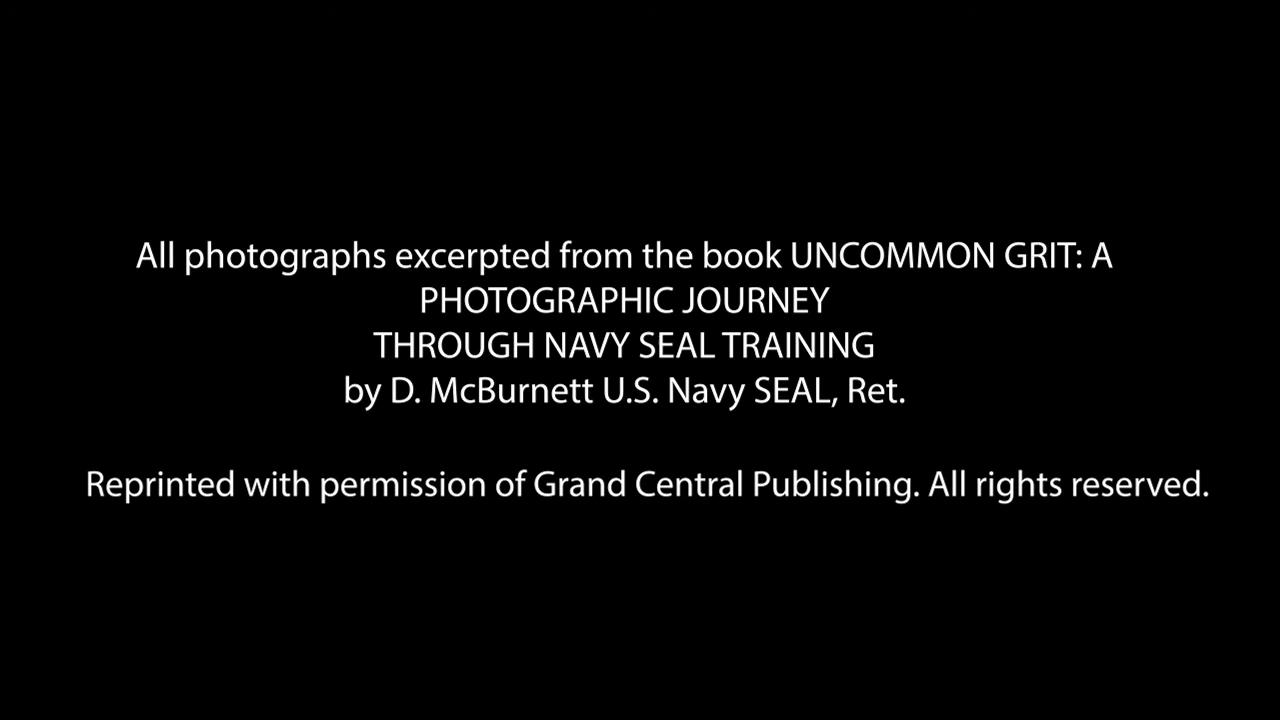 All photographs excerpted from the book UNCOMMON GRIT: A
PHOTOGRAPHIC JOURNEY
THROUGH NAVY SEAL TRAINING
by D. McBurnett U.S. Navy SEAL, Ret.
Reprinted with permission of Grand Central Publishing. All rights reserved.